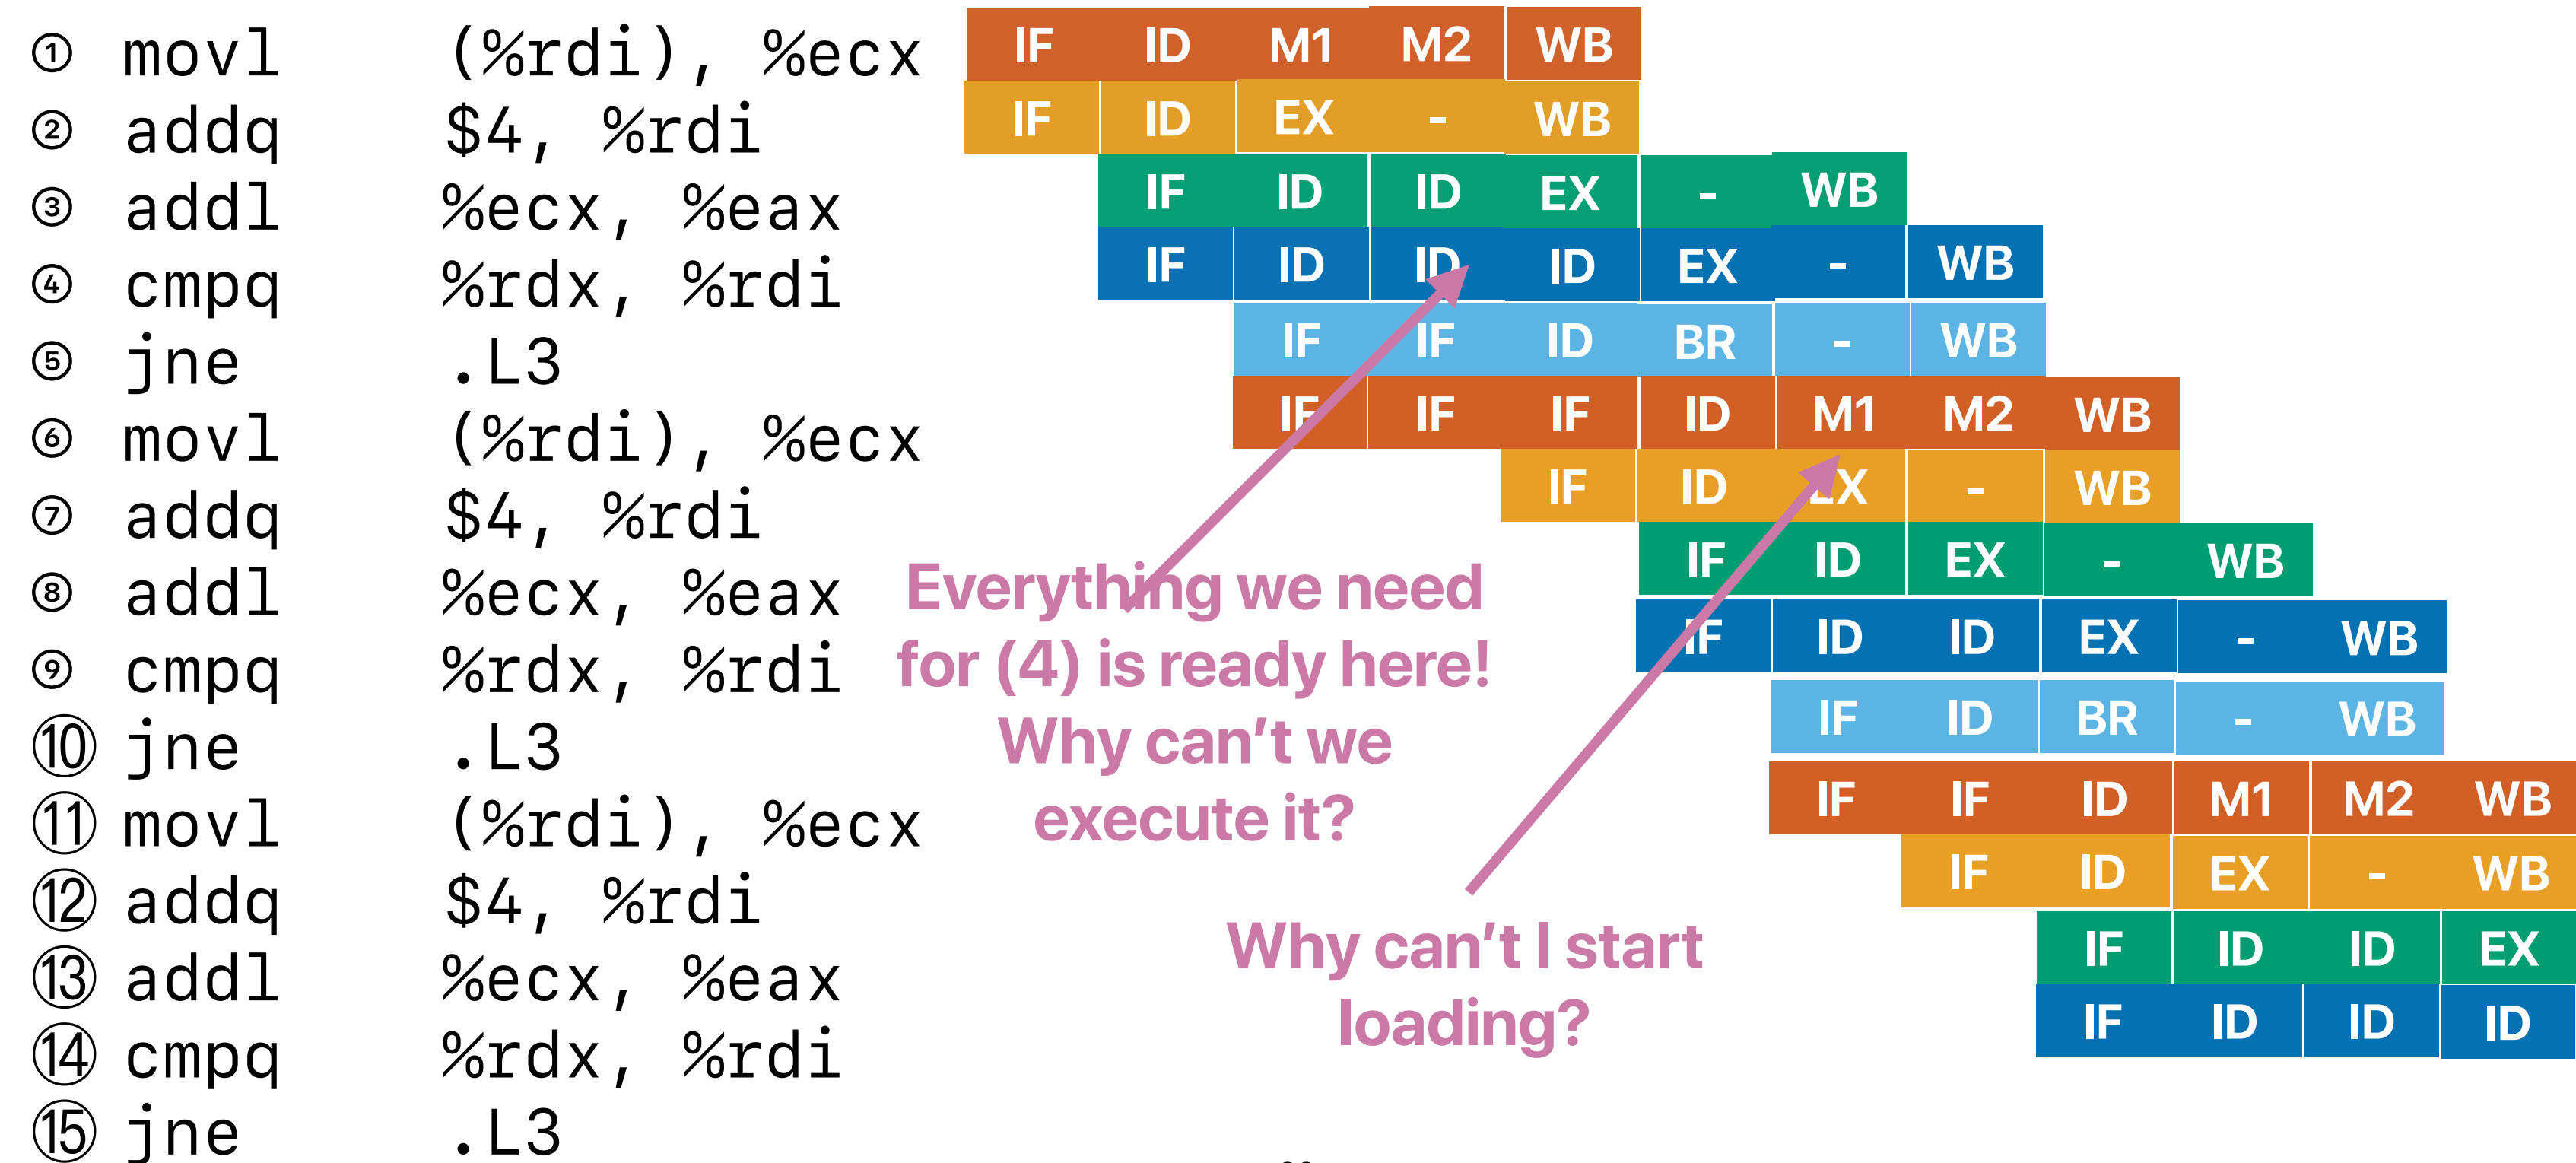 ① movl (%rdi), %ecx IF ID M1 M2 WB
② addq $4, %rdi IF ID EX - WB
③ addl %ecx, %eax IF ID ID EX - WB
④ cmpq %rdx, %rdi IF ID ID ID EX - WB
⑤ jne .L3 IF IF ID BR - WB
⑥ movl (%rdi), %ecx IF IF IF ID M1 M2 WB
⑦ addq $4, %rdi IF ID EX - WB
⑧ addl %ecx, %eax IF ID EX - WB
⑨ cmpq %rdx, %rdi IF ID ID EX - WB
⑩ jne .L3 IF ID BR - WB
⑪ movl (%rdi), %ecx IF IF ID M1 M2 WB
⑫ addq $4, %rdi IF ID EX - WB
⑬ addl %ecx, %eax IF ID ID EX
⑭ cmpq %rdx, %rdi IF ID ID ID
⑮ jne .L3
Everything we need
for (4) is ready here!
Why can't we
execute it?
Why can't I start
loading?